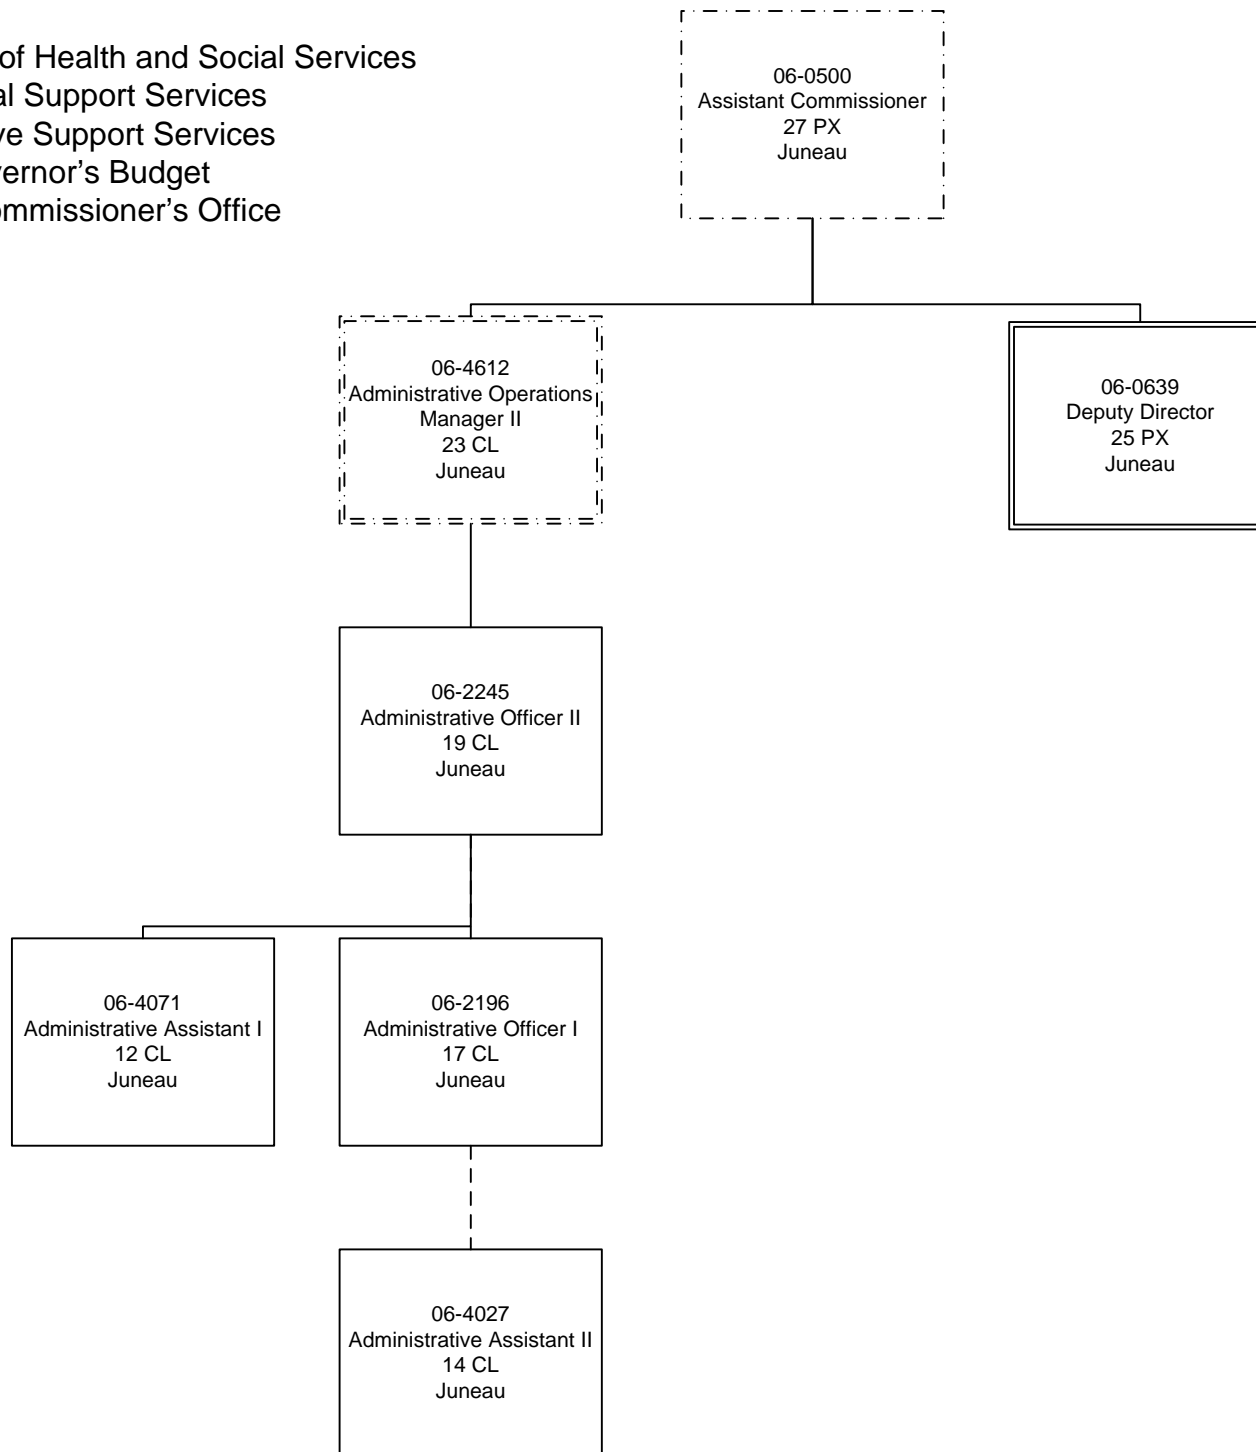 of Health and Social Services
al Support Services
ve Support Services
vernor’s Budget
ommissioner’s Office
06-0500
Assistant Commissioner
27 PX
Juneau
06-4612
Administrative Operations
Manager II
23 CL
Juneau
06-0639
Deputy Director
25 PX
Juneau
06-2245
Administrative Officer II
19 CL
Juneau
06-4071
Administrative Assistant I
12 CL
Juneau
06-2196
Administrative Officer I
17 CL
Juneau
06-4027
Administrative Assistant II
14 CL
Juneau